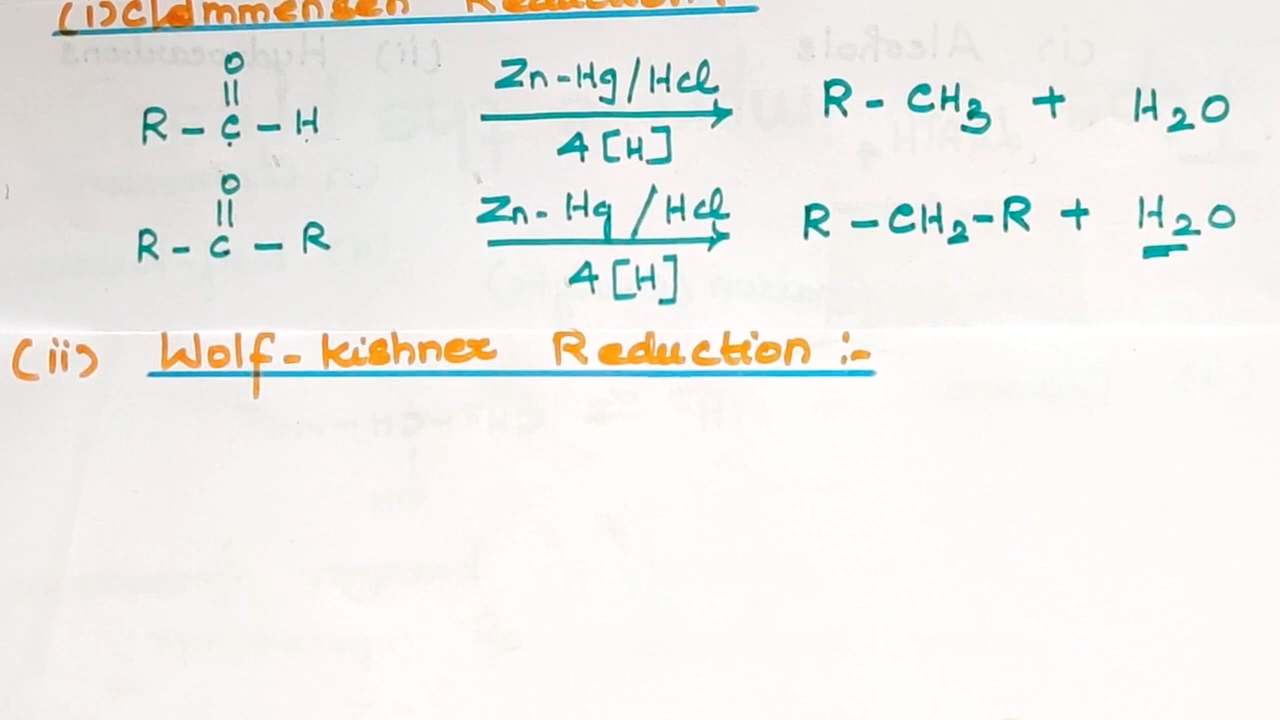 (i) Clemmensen Reduction :
O
||
R - C - H Zn-Hg/HCl 4[H] R - CH3 + H2O
O
||
R - C - R Zn-Hg/HCl 4[H] R - CH2 - R + H2O
(ii) Wolf-kishner Reduction :-